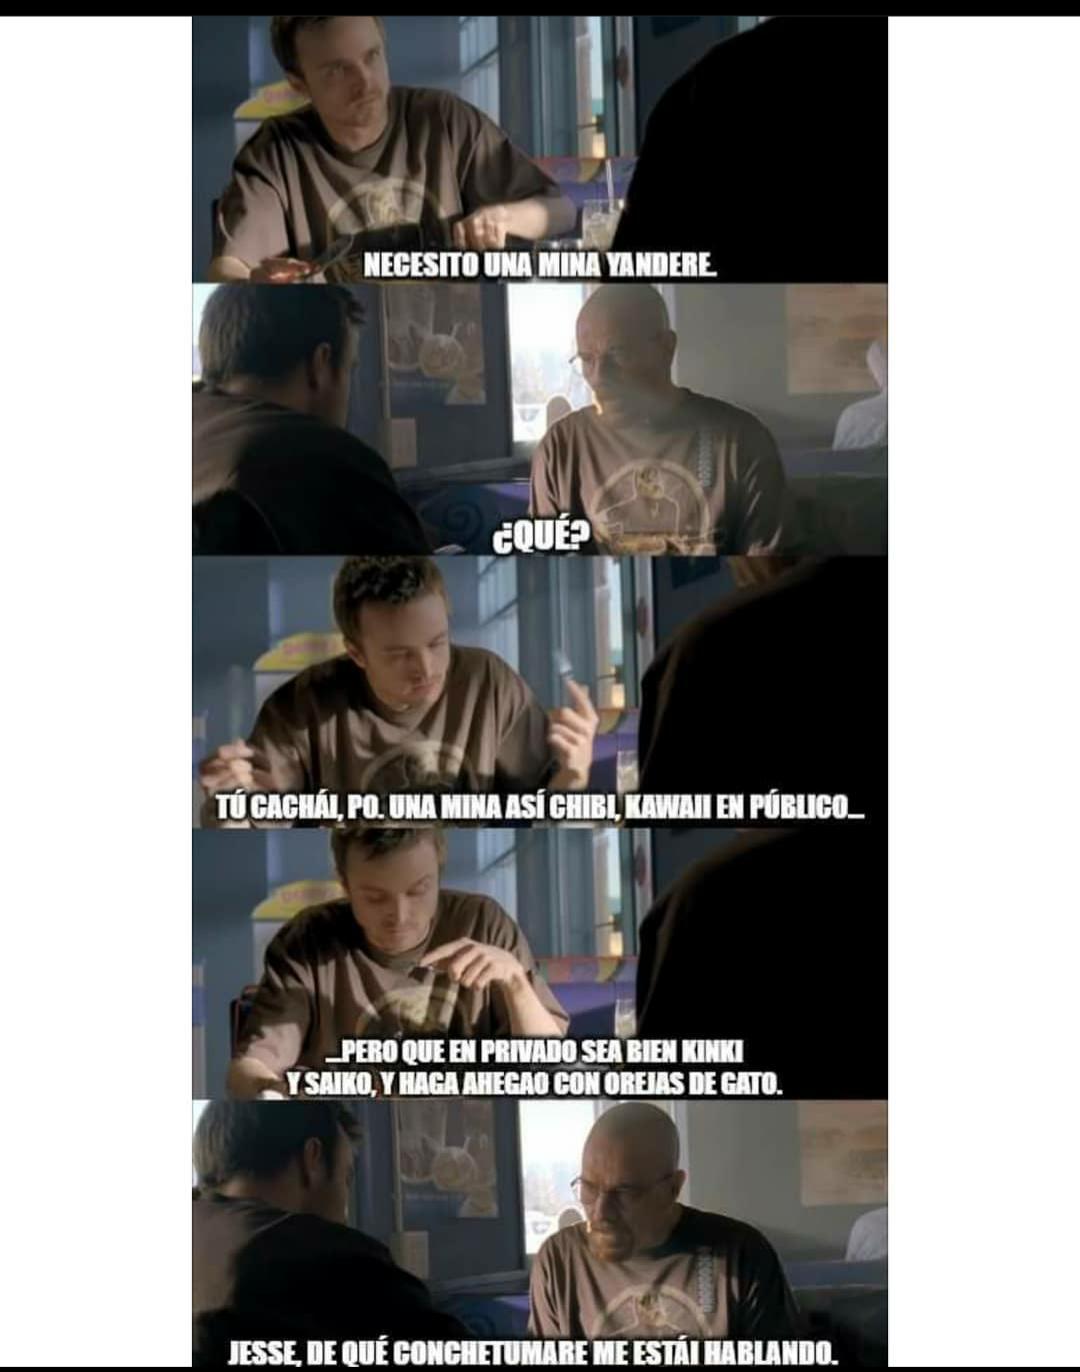 NECESITO UNA MINA YANDERE.
¿QUÉ?
TÚ CACHÁI, PO. UNA MINA ASÍ CHIBI, KAWAII EN PÚBLICO...
...PERO QUE EN PRIVADO SEA BIEN KINKI
Y SAIKO, Y HAGA AHEGAO CON OREJAS DE GATO.
JESSE, DE QUÉ CONCHETUMARE ME ESTÁI HABLANDO.